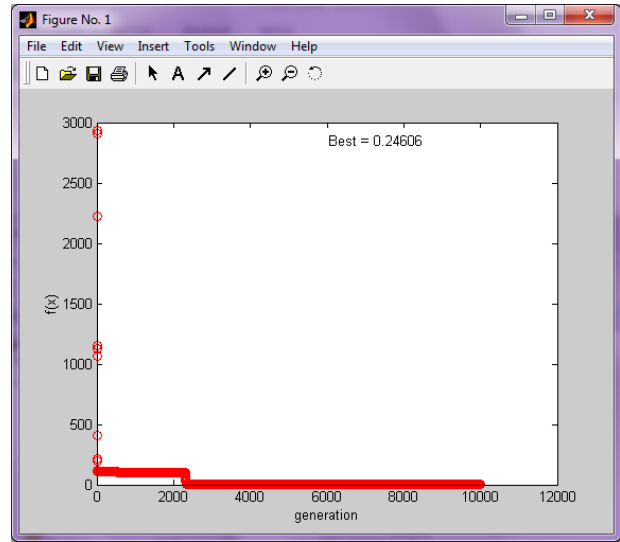 Figure No. 1
File Edit View Insert Tools Window Help
A
Best = 0.24606
3000
2500
2000
1500
1000
500
0
f(x)
0 2000 4000 6000 8000 10000 12000
generation